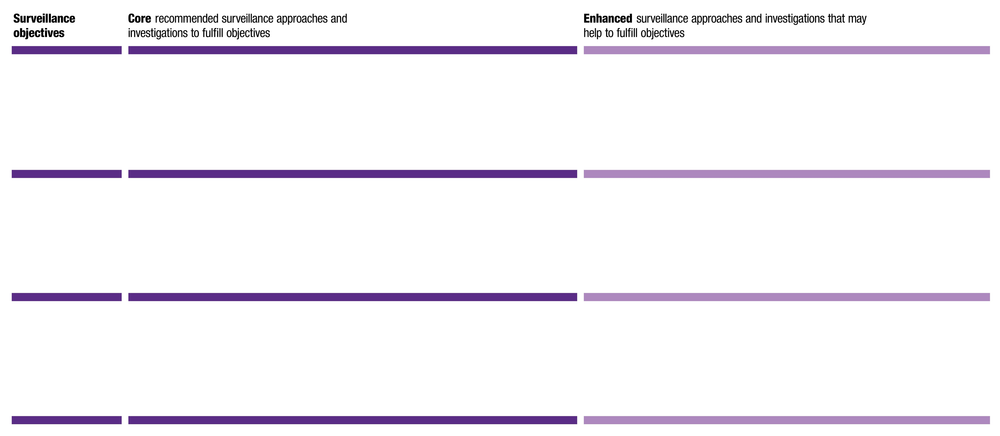 Surveillance
objectives
Core recommended surveillance approaches and
investigations to fulfill objectives
Enhanced surveillance approaches and investigations that may
help to fulfill objectives